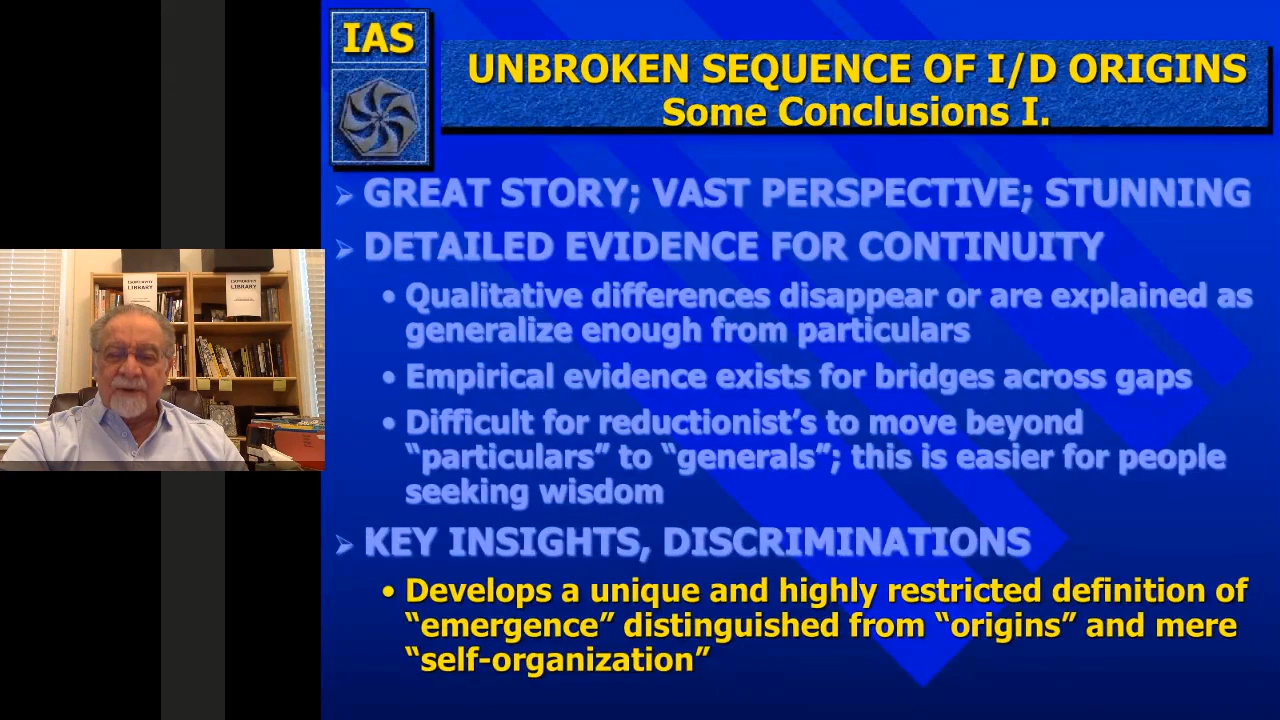 IAS
UNBROKEN SEQUENCE OF I/D ORIGINS
Some Conclusions I.
➢ GREAT STORY; VAST PERSPECTIVE; STUNNING
➢ DETAILED EVIDENCE FOR CONTINUITY
• Qualitative differences disappear or are explained as
generalize enough from particulars
• Empirical evidence exists for bridges across gaps
• Difficult for reductionist’s to move beyond
“particulars” to “generals”; this is easier for people
seeking wisdom
➢ KEY INSIGHTS, DISCRIMINATIONS
• Develops a unique and highly restricted definition of
“emergence” distinguished from “origins” and mere
“self-organization”
LIBRARY
LIBRARY